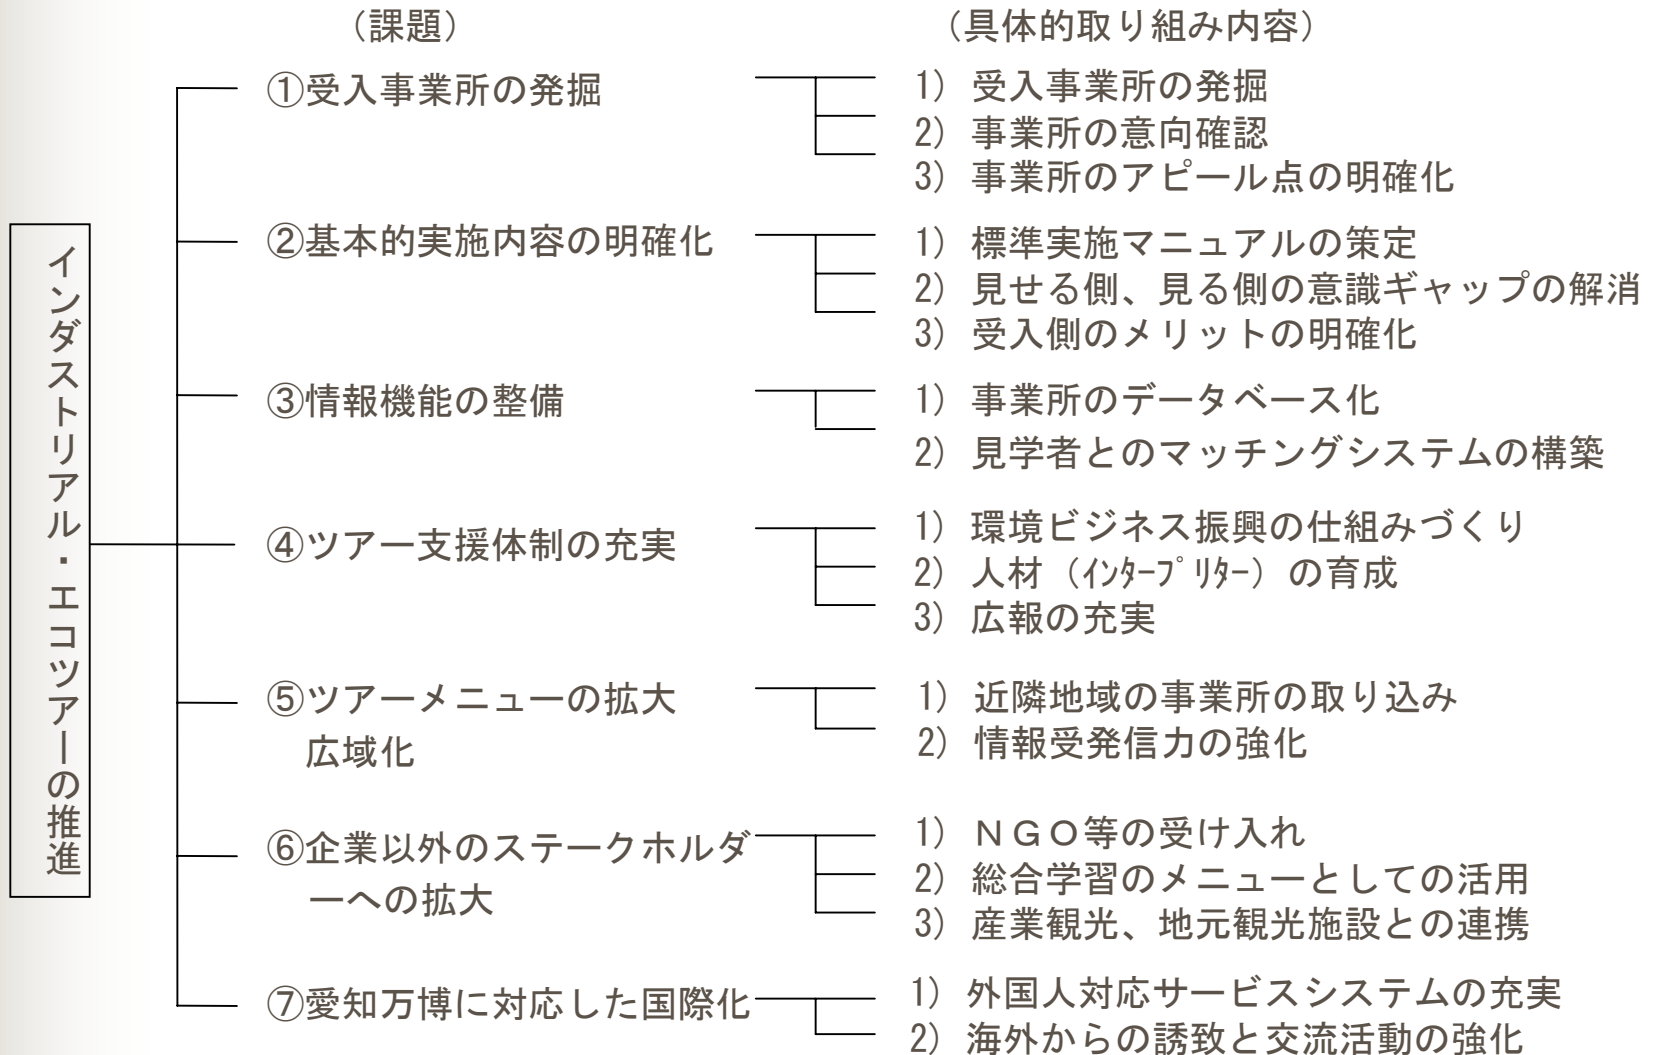 （課題）
（具体的取り組み内容）
インダストリアル・エコツアーの推進
①受入事業所の発掘
1) 受入事業所の発掘
2) 事業所の意向確認
3) 事業所のアピール点の明確化
②基本的実施内容の明確化
1) 標準実施マニュアルの策定
2) 見せる側、見る側の意識ギャップの解消
3) 受入側のメリットの明確化
③情報機能の整備
1) 事業所のデータベース化
2) 見学者とのマッチングシステムの構築
④ツアー支援体制の充実
1) 環境ビジネス振興の仕組みづくり
2) 人材（ｲﾝﾀｰﾌﾟﾘﾀｰ）の育成
3) 広報の充実
⑤ツアーメニューの拡大
広域化
1) 近隣地域の事業所の取り込み
2) 情報受発信力の強化
⑥企業以外のステークホルダ
ーへの拡大
1) ＮＧＯ等の受け入れ
2) 総合学習のメニューとしての活用
3) 産業観光、地元観光施設との連携
⑦愛知万博に対応した国際化
1) 外国人対応サービスシステムの充実
2) 海外からの誘致と交流活動の強化